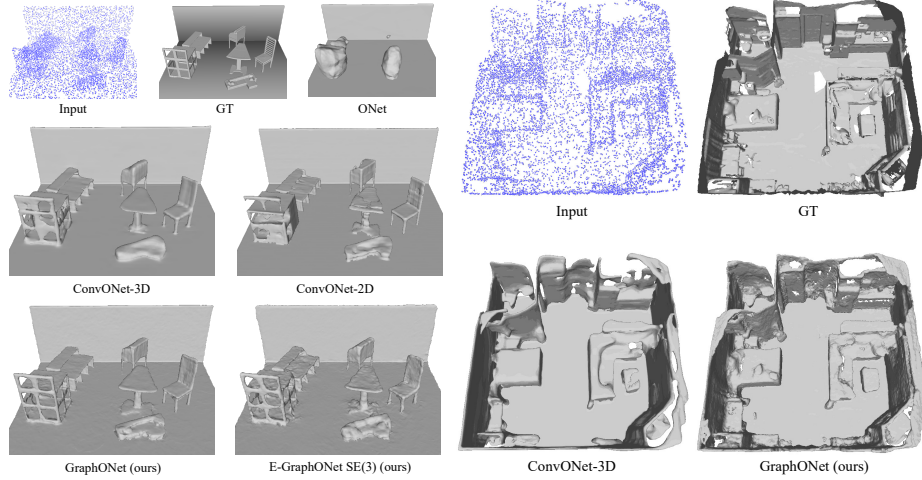 Input
GT
ONet
ConvONet-3D
ConvONet-2D
GraphONet (ours)
E-GraphONet SE(3) (ours)
Input
GT
ConvONet-3D
GraphONet (ours)